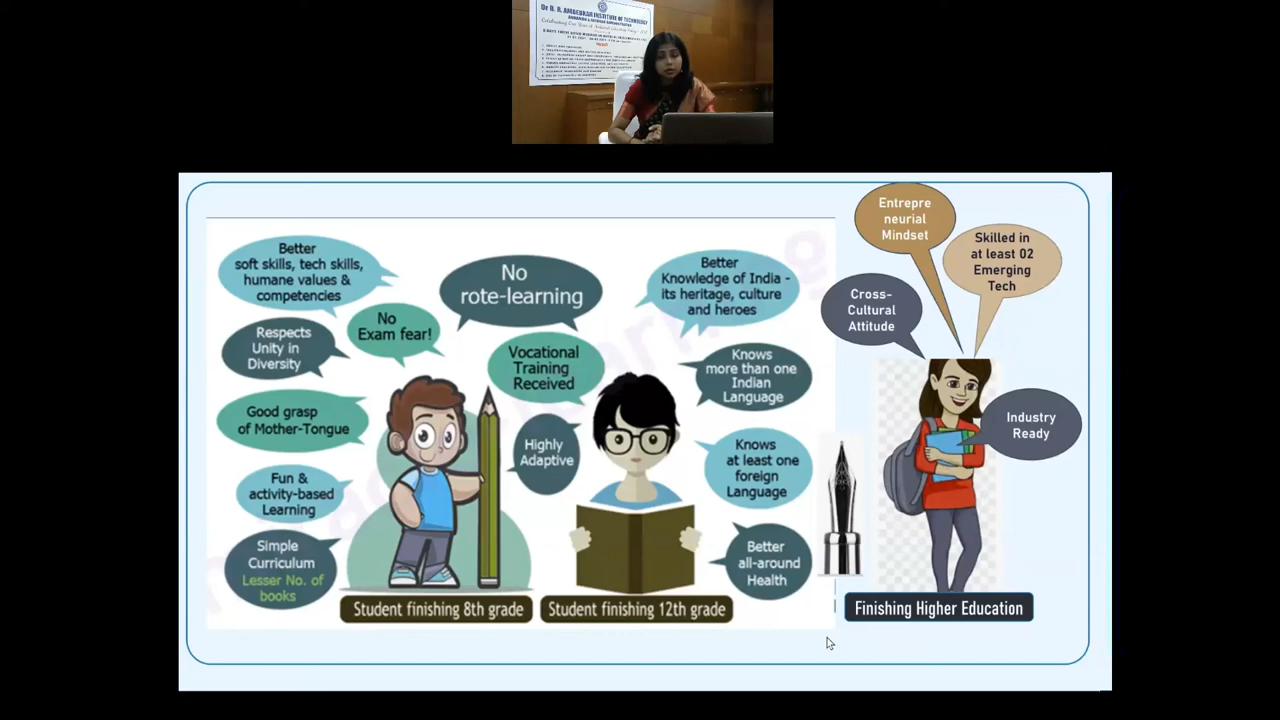 Dr B. R. AMBEDKAR INSTITUTE OF TECHNOLOGY
Better
soft skills, tech skills,
humane values &
competencies
No
Exam fear!
Respects
Unity in
Diversity
Good grasp
of Mother-Tongue
Fun &
activity-based
Learning
Simple
Curriculum
Lesser No. of
books
Student finishing 8th grade
No
rote-learning
Vocational
Training
Received
Highly
Adaptive
Better
Knowledge of India -
its heritage, culture
and heroes
Knows
more than one
Indian
Language
Knows
at least one
foreign
Language
Better
all-around
Health
Student finishing 12th grade
Entrepre
neurial
Mindset
Skilled in
at least 02
Emerging
Tech
Cross-
Cultural
Attitude
Industry
Ready
Finishing Higher Education